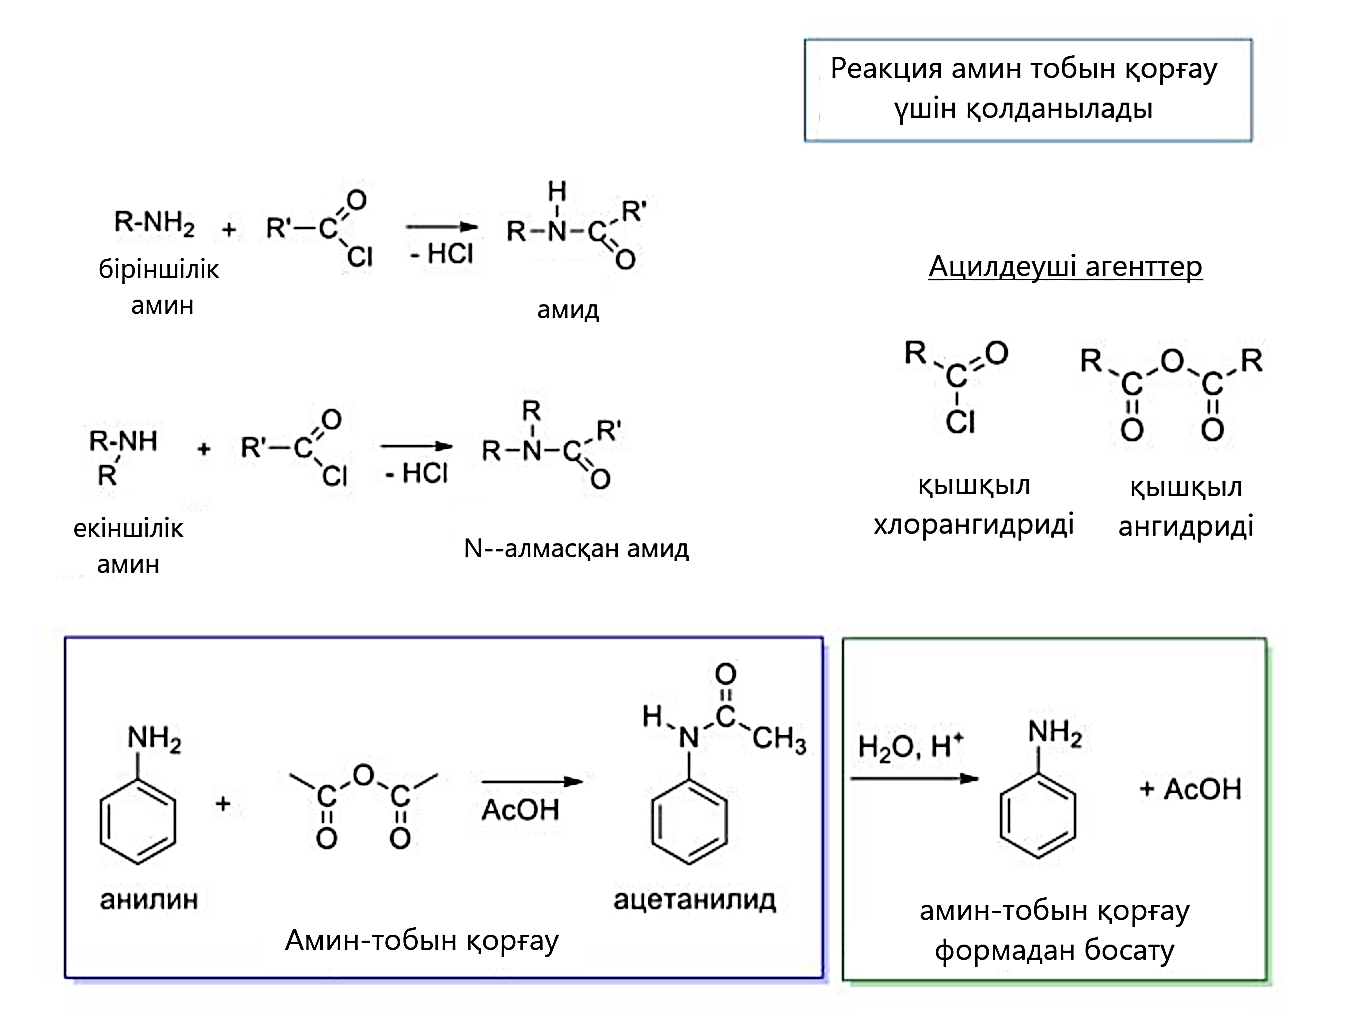 Реакция амин тобын қорғау
үшін қолданылады
R-NH₂ + R'–C O Cl - HCl R–N–C H R' O
біріншілік
амин
амид
Ацилдеуші агенттер
R C O Cl
R C O O C O R
қышқыл
хлорангидриді
қышқыл
ангидриді
R-NH R + R'–C O Cl - HCl R–N–C R R' O
екіншілік
амин
N--алмасқан амид
NH₂ + O C O C O AcOH H N C O CH₃
анилин
ацетанилид
Амин-тобын қорғау
H₂O, H⁺ NH₂ + AcOH
амин-тобын қорғау
формадан босату